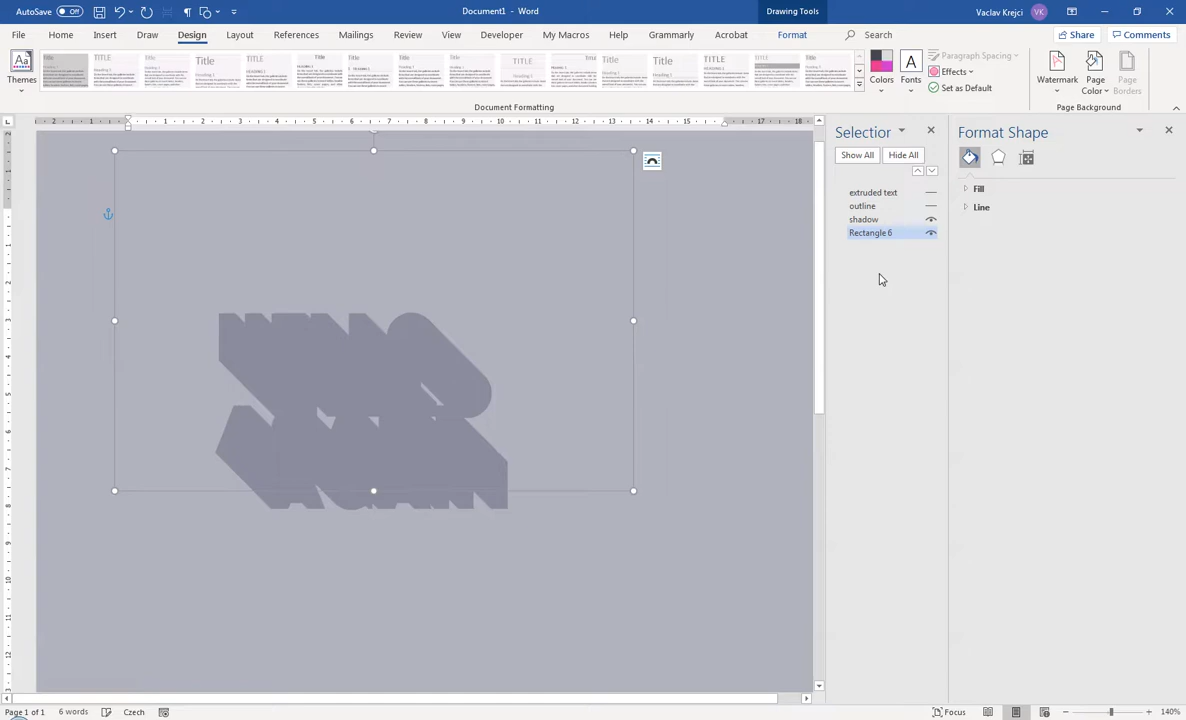 AutoSave Off Document1 - Word Drawing Tools Vaclav Krejci VK
File Home Insert Draw Design Layout References Mailings Review View Developer My Macros Help Grammarly Acrobat Format Search Share Comments
Themes
Colors
Fonts
Paragraph Spacing
Effects
Set as Default
Watermark
Page Color
Page Borders
Document Formatting
Page Background
Selection
Show All Hide All
extruded text
outline
shadow
Rectangle 6
Format Shape
Fill
Line
Page 1 of 1 6 words Czech Focus 140%